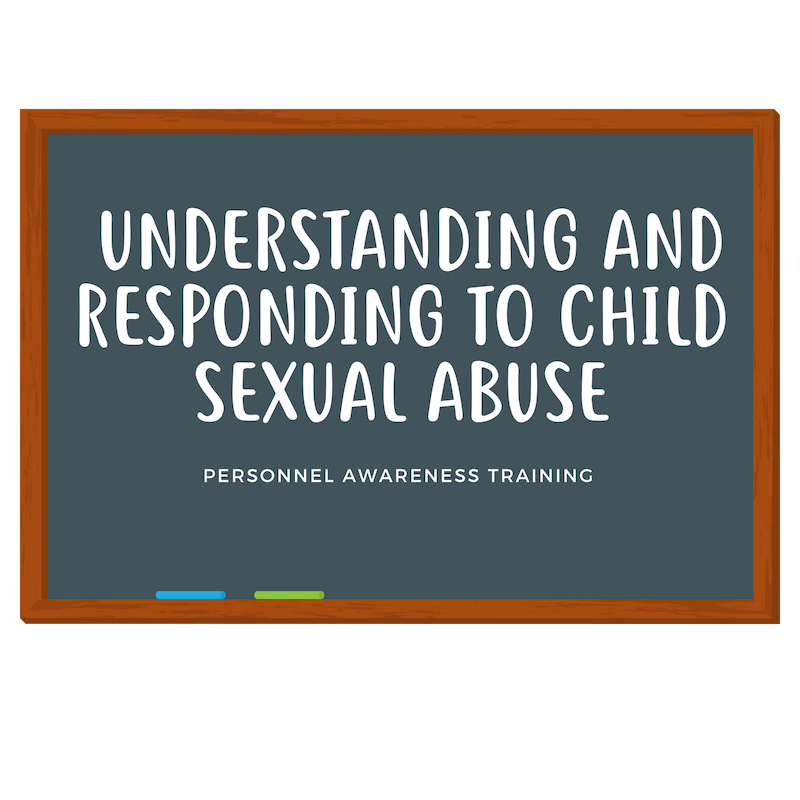 UNDERSTANDING AND
RESPONDING TO CHILD
SEXUAL ABUSE
PERSONNEL AWARENESS TRAINING